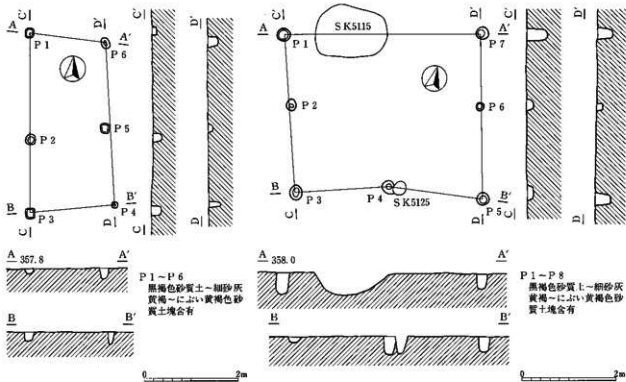 C'
D'
A
A'
P 1
P 6
P 2
P 5
B
B'
P 3
P 4
C
D
C'
D'
C
D
A
357.8
A'
B
B'
P 1〜P 6
黒褐色砂質土〜細砂灰
黄褐〜にぶい黄褐色砂
質土塊含有
0
2m
C'
D'
A
S K5115
A'
P 1
P 7
P 2
P 6
B
B'
P 3
P 4
S K5125
P 5
C
D
C'
D'
C
D
A
358.0
A'
B
B'
P 1〜P 8
黒褐色砂質土〜細砂灰
黄褐〜にぶい黄褐色砂
質土塊含有
0
2m